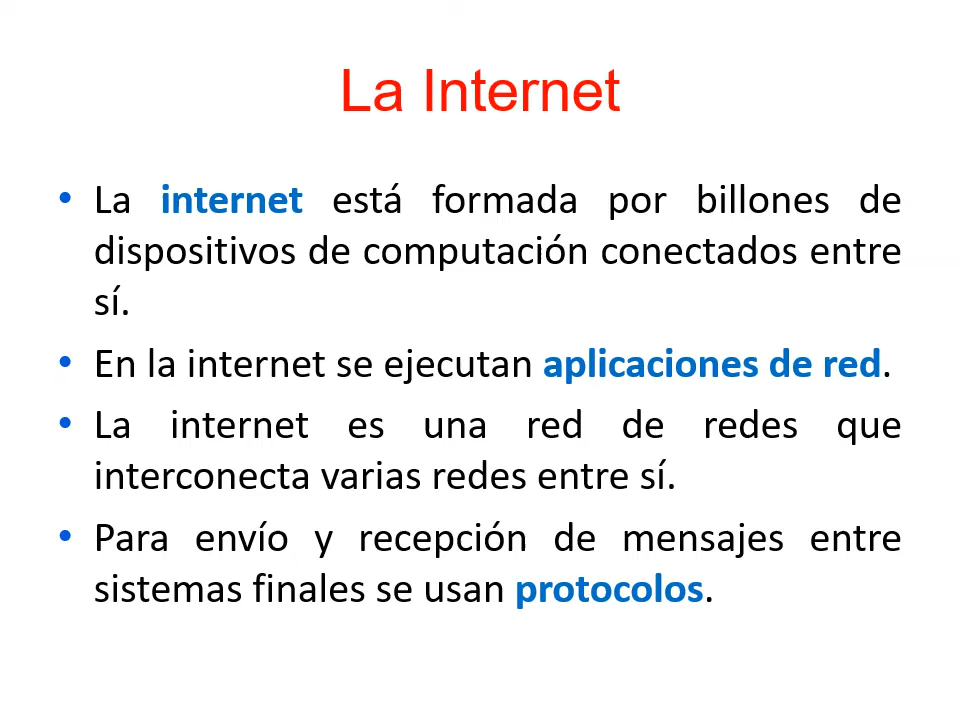 La Internet
• La internet está formada por billones de
dispositivos de computación conectados entre
sí.
• En la internet se ejecutan aplicaciones de red.
• La internet es una red de redes que
interconecta varias redes entre sí.
• Para envío y recepción de mensajes entre
sistemas finales se usan protocolos.